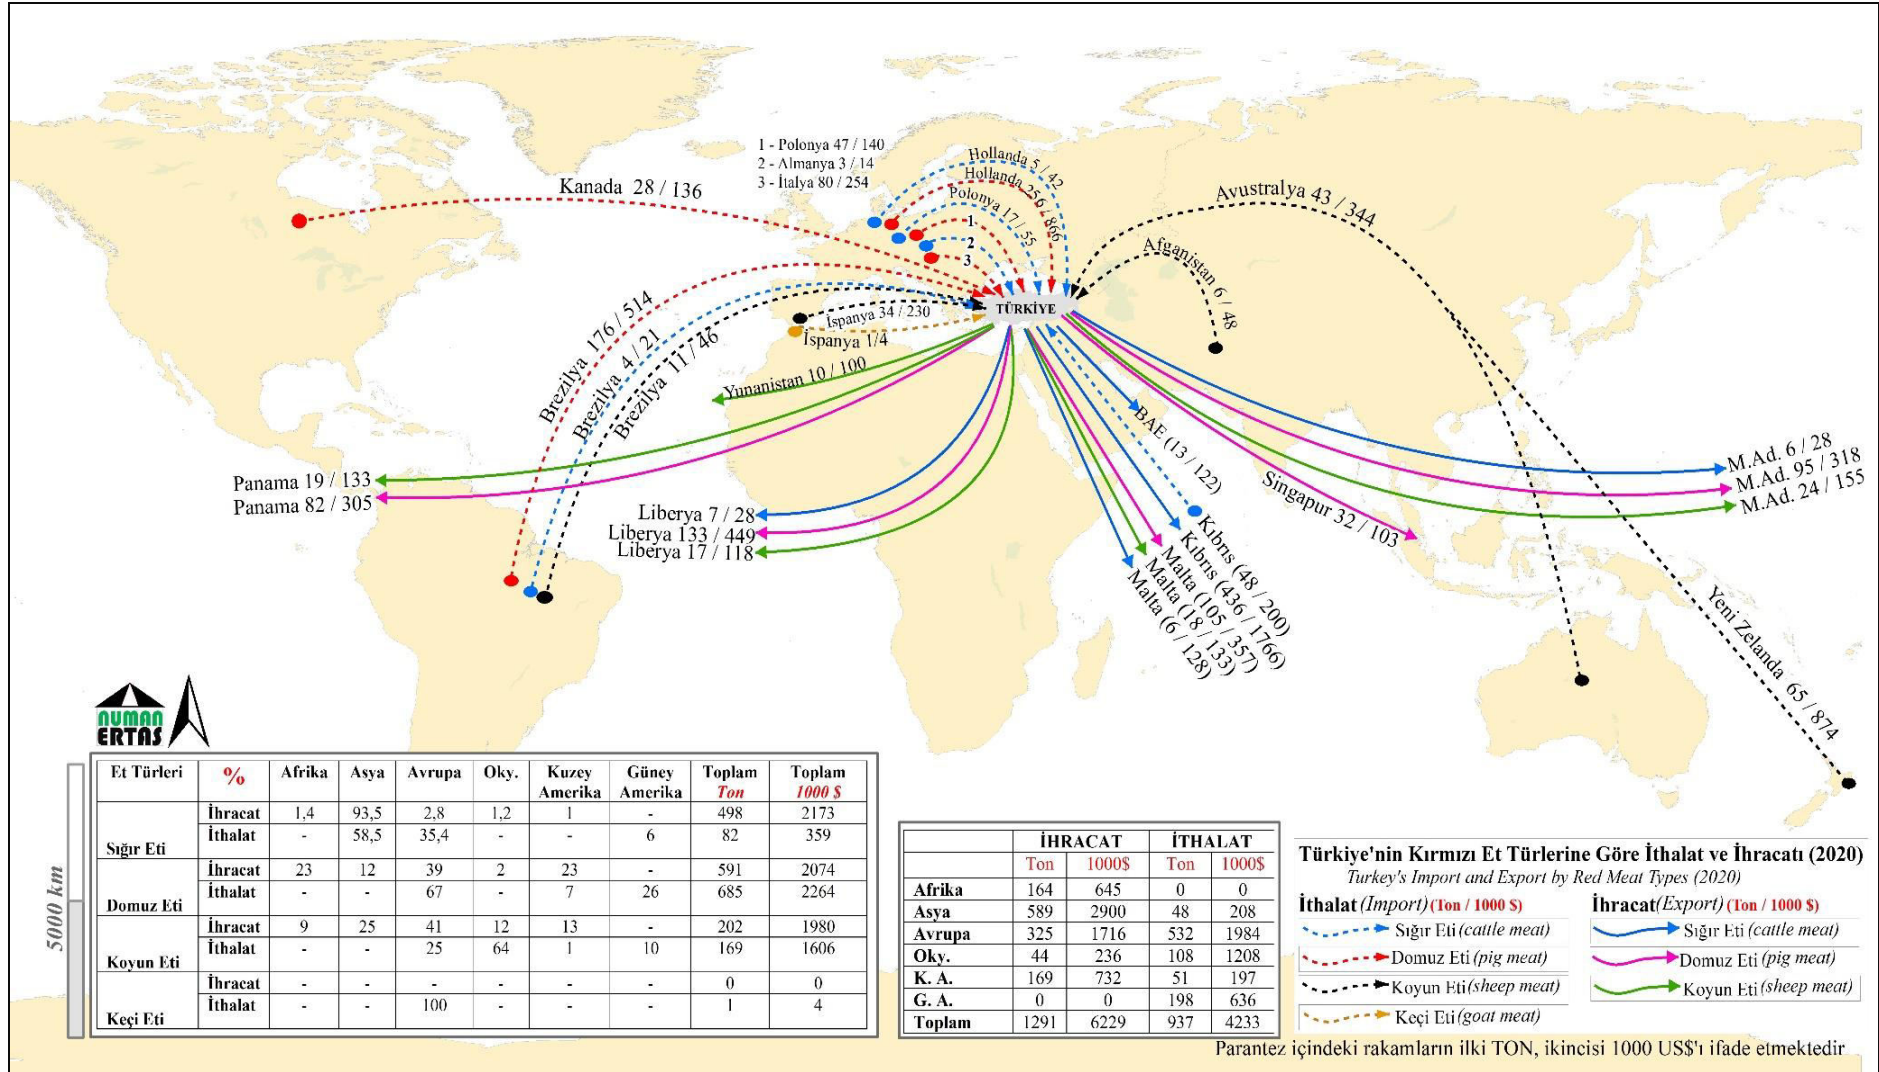 1 - Polonya 47 / 140
2 - Almanya 3 / 14
3 - İtalya 80 / 254
Hollanda 5 / 42
Hollanda 256 / 866
Polonya 17 / 55
1
2
3
Kanada 28 / 136
Avustralya 43 / 344
Afganistan 6 / 48
TÜRKİYE
İspanya 34 / 230
İspanya 1/4
Brezilya 176 / 514
Brezilya 4 / 21
Brezilya 11 / 46
Yunanistan 10 / 100
Panama 19 / 133
Panama 82 / 305
Liberya 7 / 28
Liberya 133 / 449
Liberya 17 / 118
BAE (13 / 122)
Kıbrıs (48 / 200)
Kıbrıs (436 / 1766)
Malta (105 / 357)
Malta (18 / 133)
Malta (6 / 128)
Singapur 32 / 103
M.Ad. 6 / 28
M.Ad. 95 / 318
M.Ad. 24 / 155
Yeni Zelanda 65 / 874
NUMAN
ERTAŞ
5000 km
Et Türleri % Afrika Asya Avrupa Oky. Kuzey Amerika Güney Amerika Toplam Ton Toplam 1000 $
Sığır Eti İhracat 1,4 93,5 2,8 1,2 1 - 498 2173
İthalat - 58,5 35,4 - - 6 82 359
Domuz Eti İhracat 23 12 39 2 23 - 591 2074
İthalat - - 67 - 7 26 685 2264
Koyun Eti İhracat 9 25 41 12 13 - 202 1980
İthalat - - 25 64 1 10 169 1606
Keçi Eti İhracat - - - - - - 0 0
İthalat - - 100 - - - 1 4
İHRACAT İTHALAT
Ton 1000$ Ton 1000$
Afrika 164 645 0 0
Asya 589 2900 48 208
Avrupa 325 1716 532 1984
Oky. 44 236 108 1208
K. A. 169 732 51 197
G. A. 0 0 198 636
Toplam 1291 6229 937 4233
Türkiye'nin Kırmızı Et Türlerine Göre İthalat ve İhracatı (2020)
Turkey's Import and Export by Red Meat Types (2020)
İthalat (Import) (Ton / 1000 $) İhracat (Export) (Ton / 1000 $)
Sığır Eti (cattle meat) Sığır Eti (cattle meat)
Domuz Eti (pig meat) Domuz Eti (pig meat)
Koyun Eti (sheep meat) Koyun Eti (sheep meat)
Keçi Eti (goat meat)
Parantez içindeki rakamların ilki TON, ikincisi 1000 US$'ı ifade etmektedir